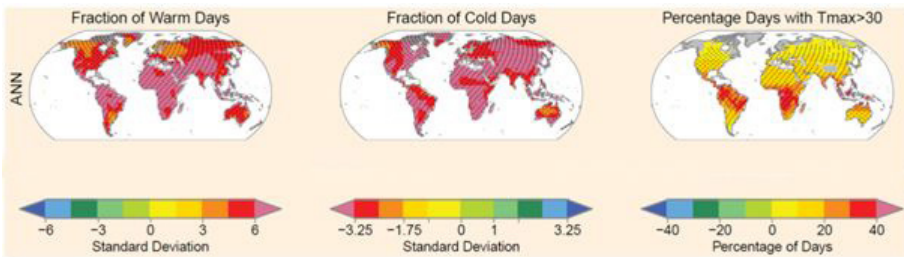 Fraction of Warm Days
Fraction of Cold Days
Percentage Days with Tmax>30
ANN
−6 −3 0 3 6
Standard Deviation
−3.25 −1.75 0 1 3.25
Standard Deviation
−40 −20 0 20 40
Percentage of Days